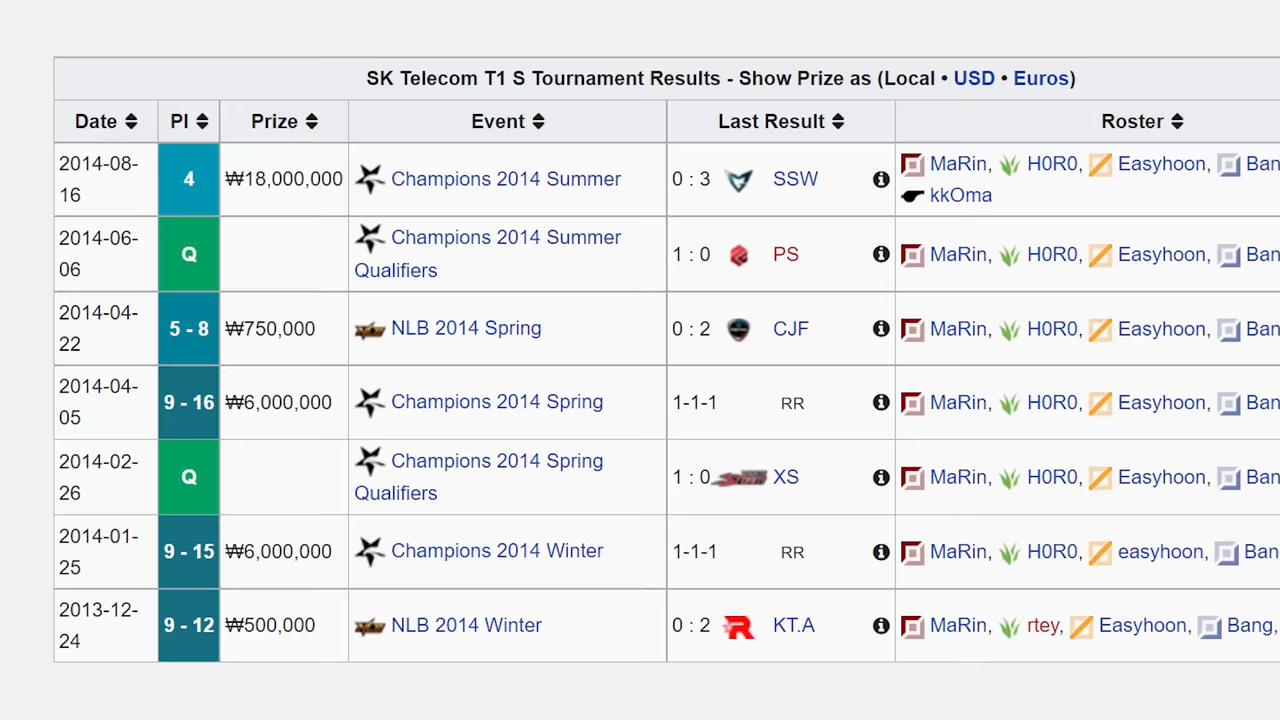 SK Telecom T1 S Tournament Results - Show Prize as (Local • USD • Euros)
Date Pl Prize Event Last Result Roster
2014-08-16 4 ₩18,000,000 Champions 2014 Summer 0 : 3 SSW MaRin, H0R0, Easyhoon, Ban
kkOma
2014-06-06 Q Champions 2014 Summer Qualifiers 1 : 0 PS MaRin, H0R0, Easyhoon, Ban
2014-04-22 5 - 8 ₩750,000 NLB 2014 Spring 0 : 2 CJF MaRin, H0R0, Easyhoon, Ban
2014-04-05 9 - 16 ₩6,000,000 Champions 2014 Spring 1-1-1 RR MaRin, H0R0, Easyhoon, Ban
2014-02-26 Q Champions 2014 Spring Qualifiers 1 : 0 XS MaRin, H0R0, Easyhoon, Ban
2014-01-25 9 - 15 ₩6,000,000 Champions 2014 Winter 1-1-1 RR MaRin, H0R0, easyhoon, Ban
2013-12-24 9 - 12 ₩500,000 NLB 2014 Winter 0 : 2 KT.A MaRin, rtey, Easyhoon, Bang,